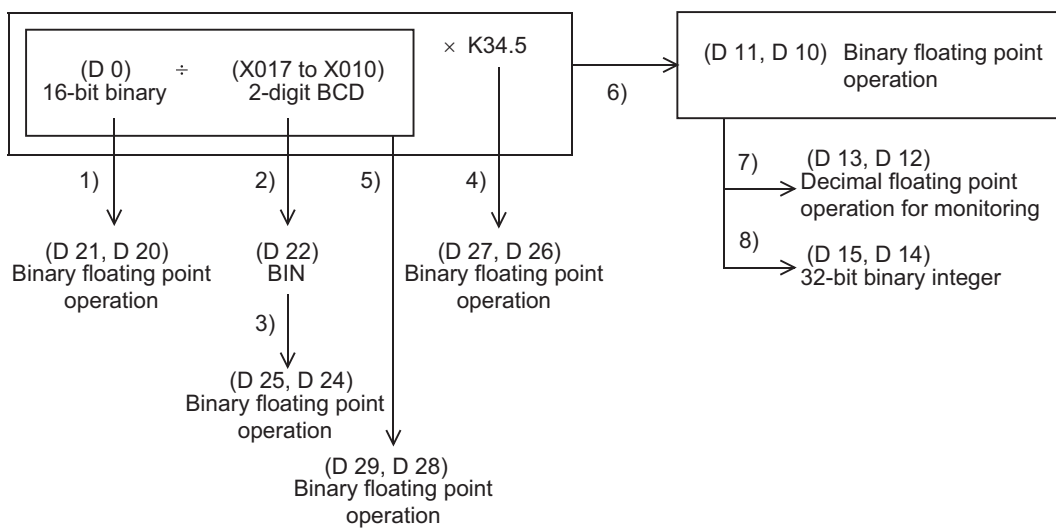 (D 0) ÷ (X017 to X010) × K34.5
16-bit binary 2-digit BCD
6)
(D 11, D 10) Binary floating point
operation
1) 2) 5) 4)
7) (D 13, D 12)
Decimal floating point
operation for monitoring
8) (D 15, D 14)
32-bit binary integer
(D 21, D 20)
Binary floating point
operation
(D 22)
BIN
(D 27, D 26)
Binary floating point
operation
3)
(D 25, D 24)
Binary floating point
operation
(D 29, D 28)
Binary floating point
operation